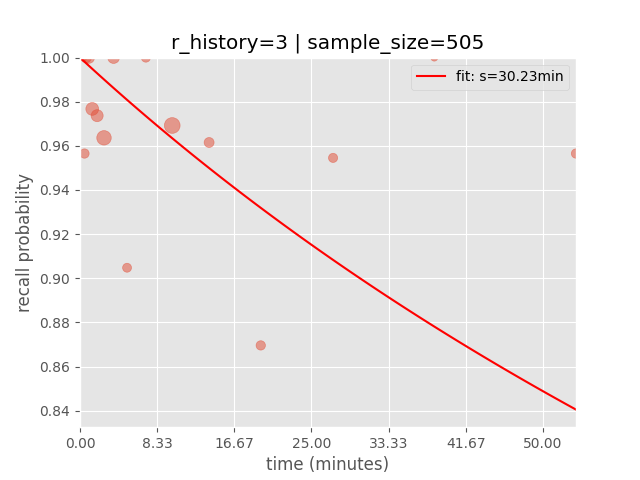 r_history=3 | sample_size=505
fit: s=30.23min
recall probability
1.00
0.98
0.96
0.94
0.92
0.90
0.88
0.86
0.84
0.00 8.33 16.67 25.00 33.33 41.67 50.00
time (minutes)